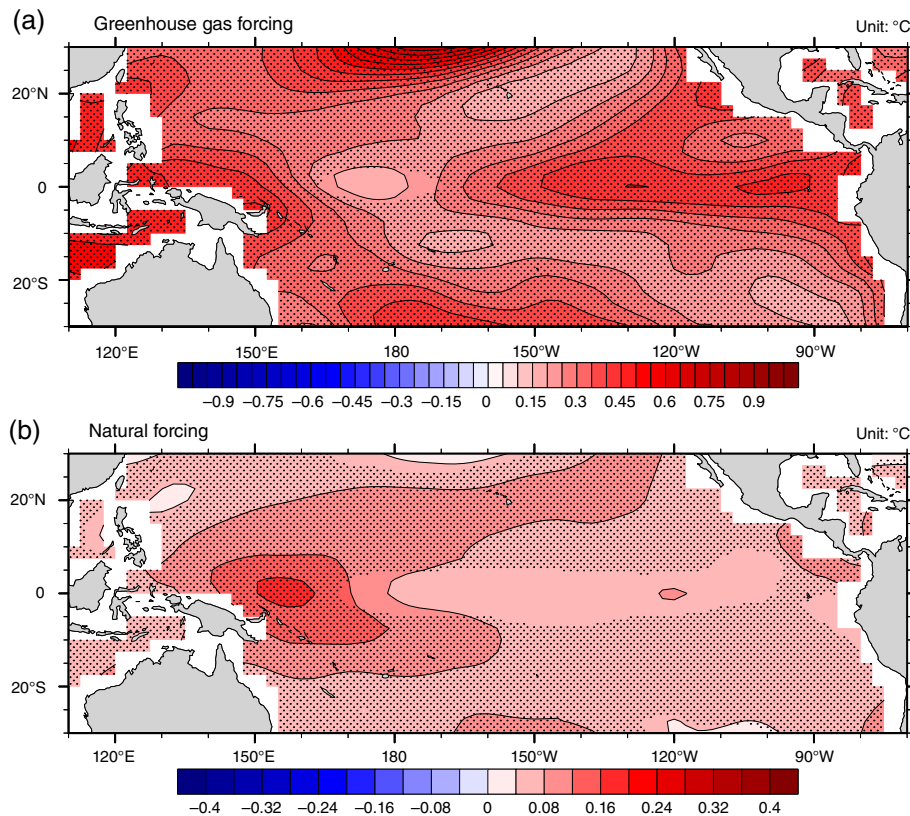 (a) Greenhouse gas forcing Unit: °C
20°N
0
20°S
120°E 150°E 180 150°W 120°W 90°W
−0.9 −0.75 −0.6 −0.45 −0.3 −0.15 0 0.15 0.3 0.45 0.6 0.75 0.9
(b) Natural forcing Unit: °C
20°N
0
20°S
120°E 150°E 180 150°W 120°W 90°W
−0.4 −0.32 −0.24 −0.16 −0.08 0 0.08 0.16 0.24 0.32 0.4